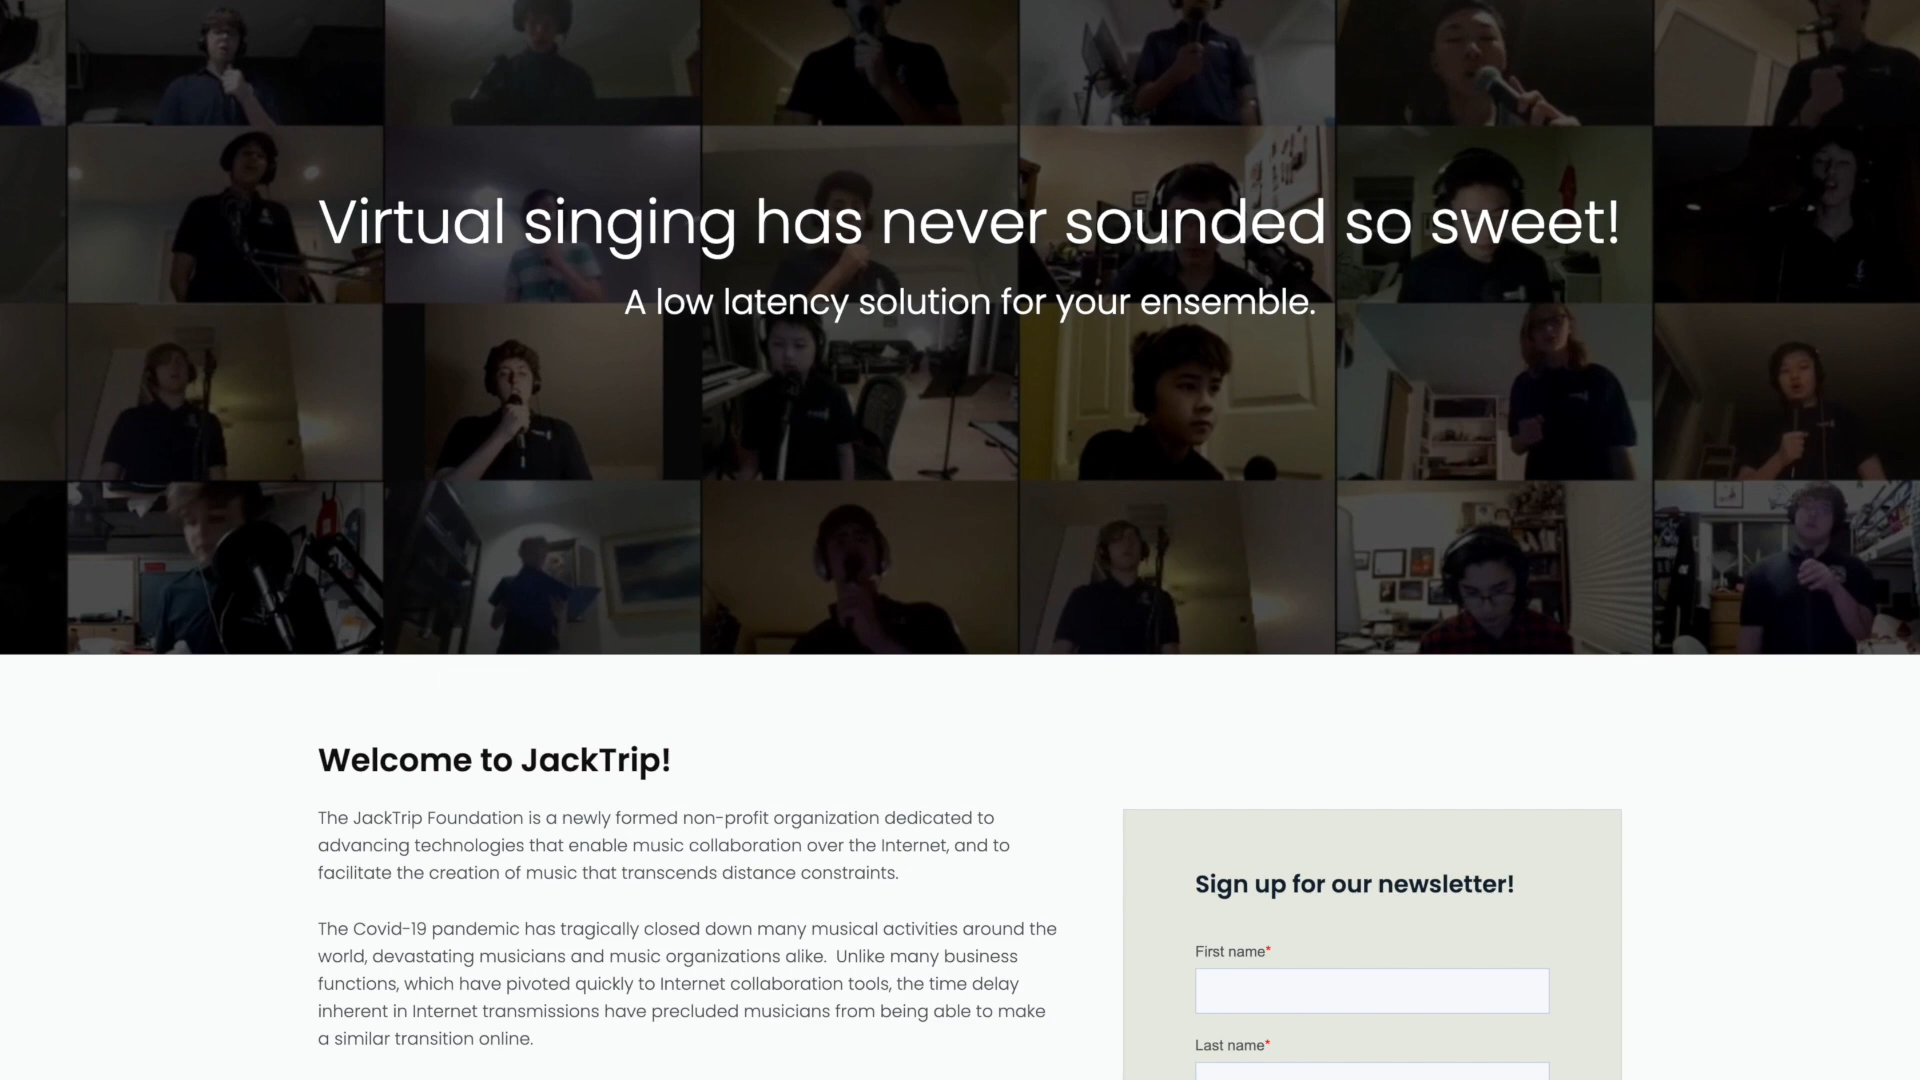 Virtual singing has never sounded so sweet!
A low latency solution for your ensemble.
Welcome to JackTrip!
The JackTrip Foundation is a newly formed non-profit organization dedicated to
advancing technologies that enable music collaboration over the Internet, and to
facilitate the creation of music that transcends distance constraints.
The Covid-19 pandemic has tragically closed down many musical activities around the
world, devastating musicians and music organizations alike.  Unlike many business
functions, which have pivoted quickly to Internet collaboration tools, the time delay
inherent in Internet transmissions have precluded musicians from being able to make
a similar transition online.
Sign up for our newsletter!
First name*
Last name*